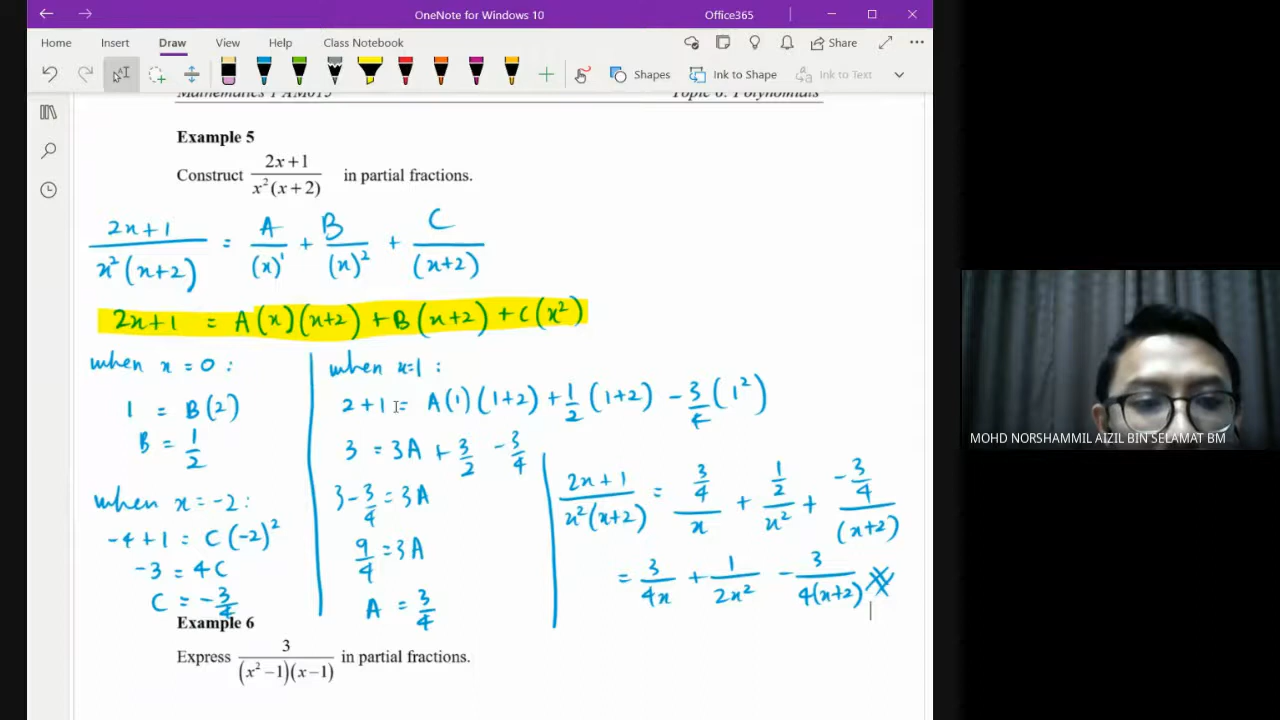 OneNote for Windows 10
Office365
Home Insert Draw View Help Class Notebook
Share
Shapes Ink to Shape Ink to Text
Mathematics 1 AM015 Topic 6: Polynomials
Example 5
Construct (2x+1)/(x²(x+2)) in partial fractions.
(2x+1)/(x²(x+2)) = A/(x)¹ + B/(x)² + C/(x+2)
2x+1 = A(x)(x+2) + B(x+2) + C(x²)
when x = 0 :
1 = B(2)
B = 1/2
when x = -2 :
-4+1 = C(-2)²
-3 = 4C
C = -3/4
when x=1 :
2+1 = A(1)(1+2) + 1/2(1+2) - 3/4(1²)
3 = 3A + 3/2 - 3/4
3 - 3/4 = 3A
9/4 = 3A
A = 3/4
(2x+1)/(x²(x+2)) = (3/4)/x + (1/2)/x² + (-3/4)/(x+2)
= 3/(4x) + 1/(2x²) - 3/(4(x+2))
Example 6
Express 3/((x²-1)(x-1)) in partial fractions.
MOHD NORSHAMMIL AIZIL BIN SELAMAT BM